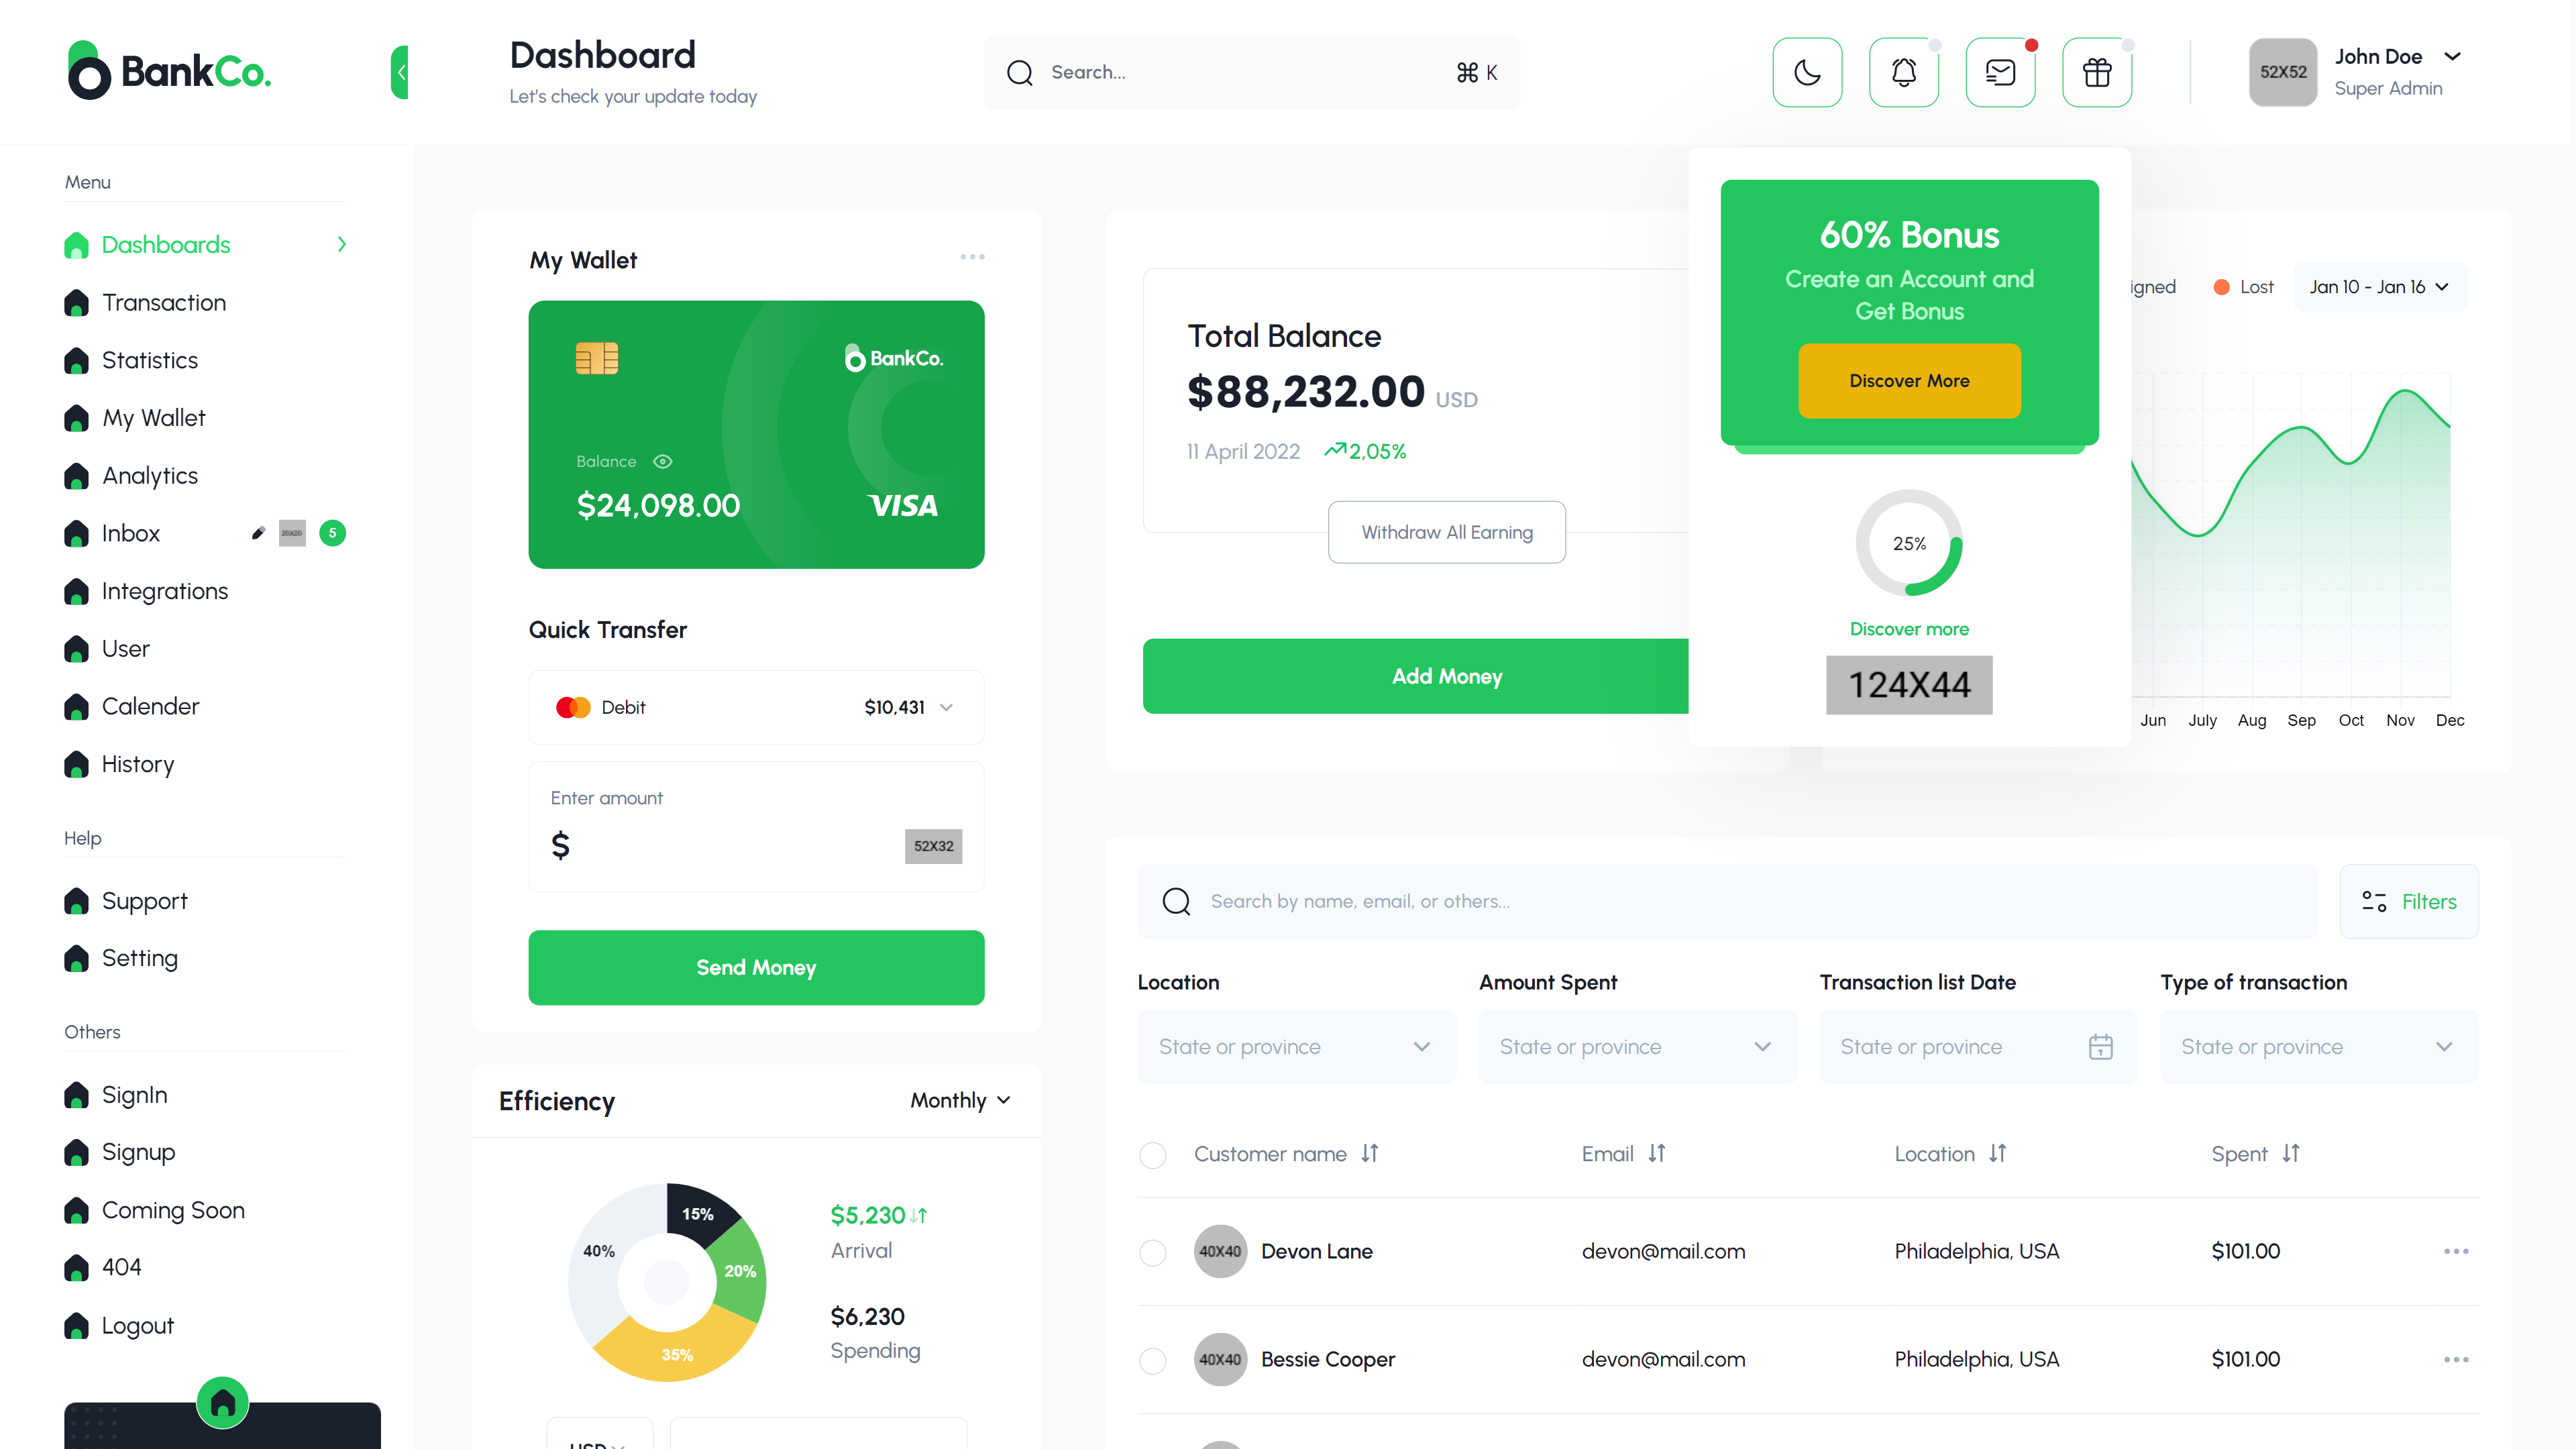 BankCo.
Dashboard
Let's check your update today
Search...
⌘ K
52X52
John Doe
Super Admin
Menu
Dashboards
Transaction
Statistics
My Wallet
Analytics
Inbox
5
Integrations
User
Calender
History
Help
Support
Setting
Others
SignIn
Signup
Coming Soon
404
Logout
My Wallet
BankCo.
Balance
$24,098.00
VISA
Quick Transfer
Debit
$10,431
Enter amount
$
52X32
Send Money
Efficiency
Monthly
15%
20%
35%
40%
$5,230
Arrival
$6,230
Spending
Total Balance
$88,232.00 USD
11 April 2022
2,05%
Withdraw All Earning
Add Money
60% Bonus
Create an Account and
Get Bonus
Discover More
25%
Discover more
124X44
Lost
Jan 10 - Jan 16
Jun
July
Aug
Sep
Oct
Nov
Dec
Search by name, email, or others...
Filters
Location
Amount Spent
Transaction list Date
Type of transaction
State or province
State or province
State or province
State or province
Customer name
Email
Location
Spent
40X40
Devon Lane
devon@mail.com
Philadelphia, USA
$101.00
40X40
Bessie Cooper
devon@mail.com
Philadelphia, USA
$101.00